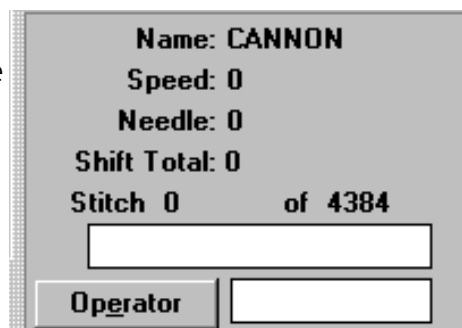 Name: CANNON
e
Speed: 0
Needle: 0
Shift Total: 0
Stitch 0 of 4384
Operator